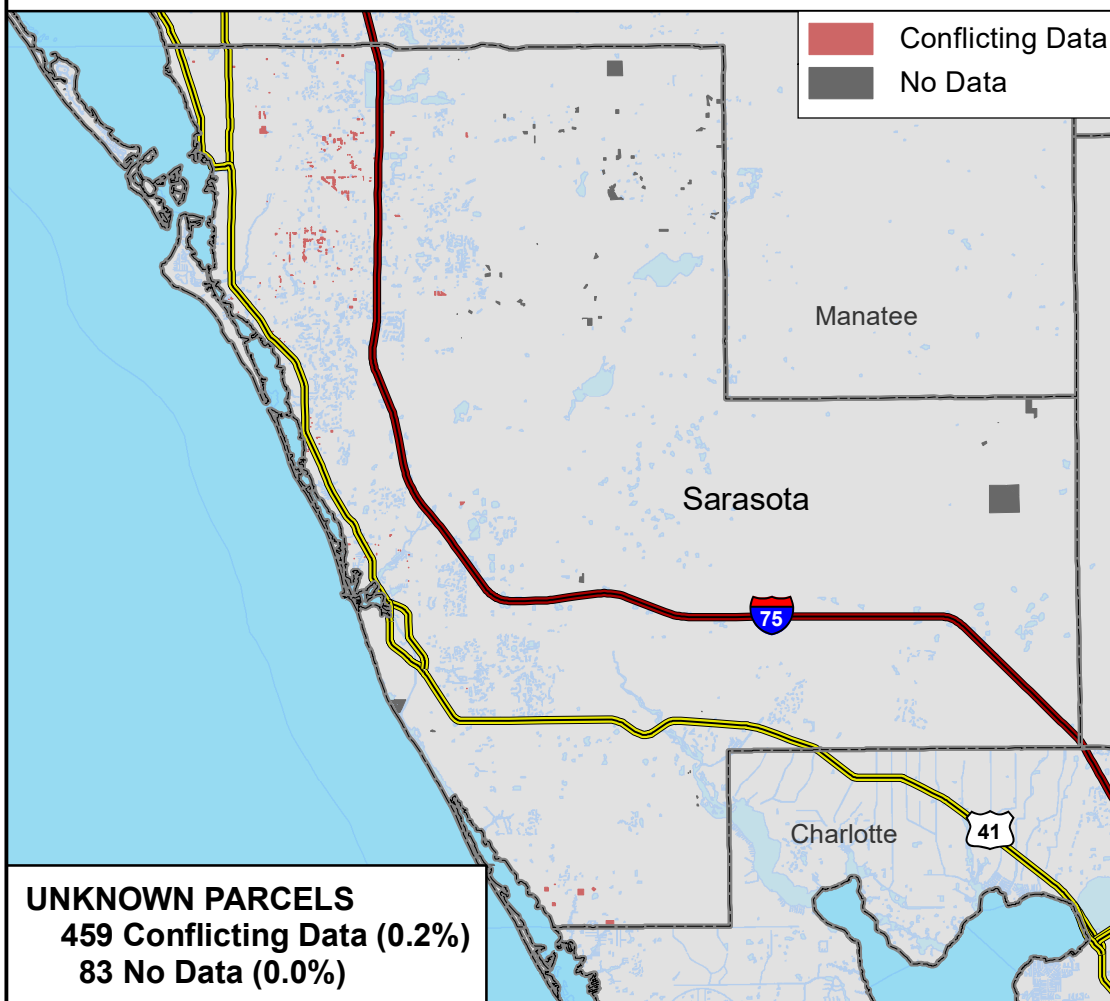 Conflicting Data
No Data
Manatee
Sarasota
75
Charlotte
41
UNKNOWN PARCELS
459 Conflicting Data (0.2%)
83 No Data (0.0%)